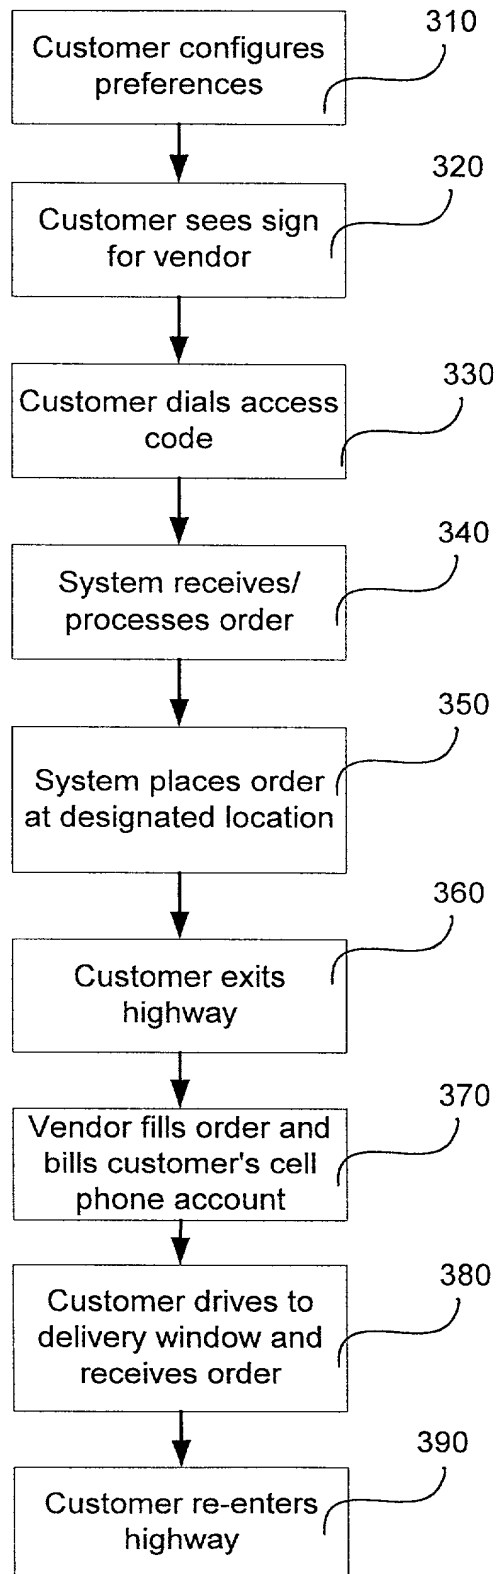 310
Customer configures
preferences
320
Customer sees sign
for vendor
330
Customer dials access
code
340
System receives/
processes order
350
System places order
at designated location
360
Customer exits
highway
370
Vendor fills order and
bills customer's cell
phone account
380
Customer drives to
delivery window and
receives order
390
Customer re-enters
highway